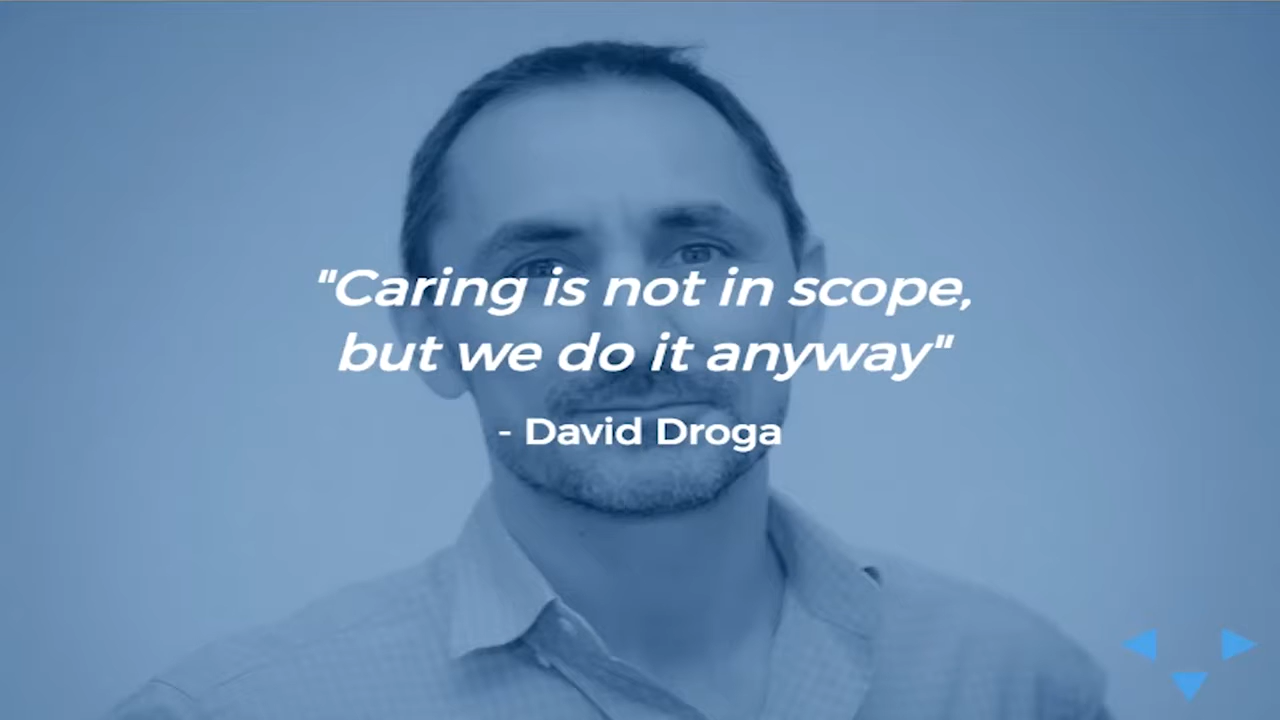 "Caring is not in scope,
but we do it anyway"
- David Droga